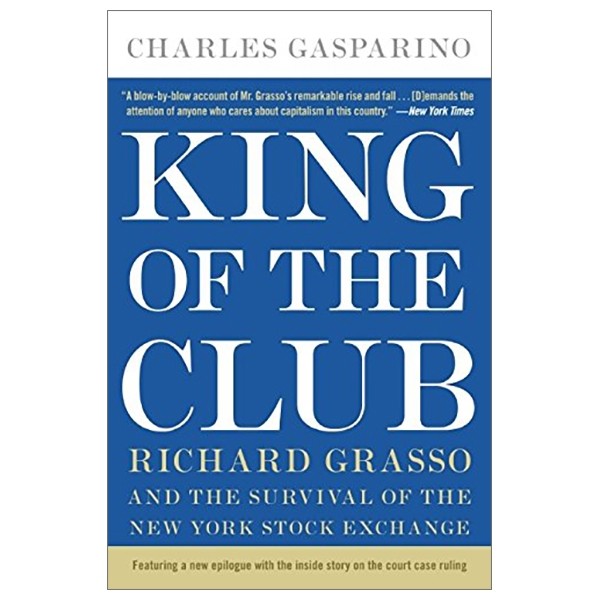 CHARLES GASPARINO
“A blow-by-blow account of Mr. Grasso’s remarkable rise and fall . . . [D]emands the
attention of anyone who cares about capitalism in this country.” —New York Times
KING
OF THE
CLUB
RICHARD GRASSO
AND THE SURVIVAL OF THE
NEW YORK STOCK EXCHANGE
Featuring a new epilogue with the inside story on the court case ruling